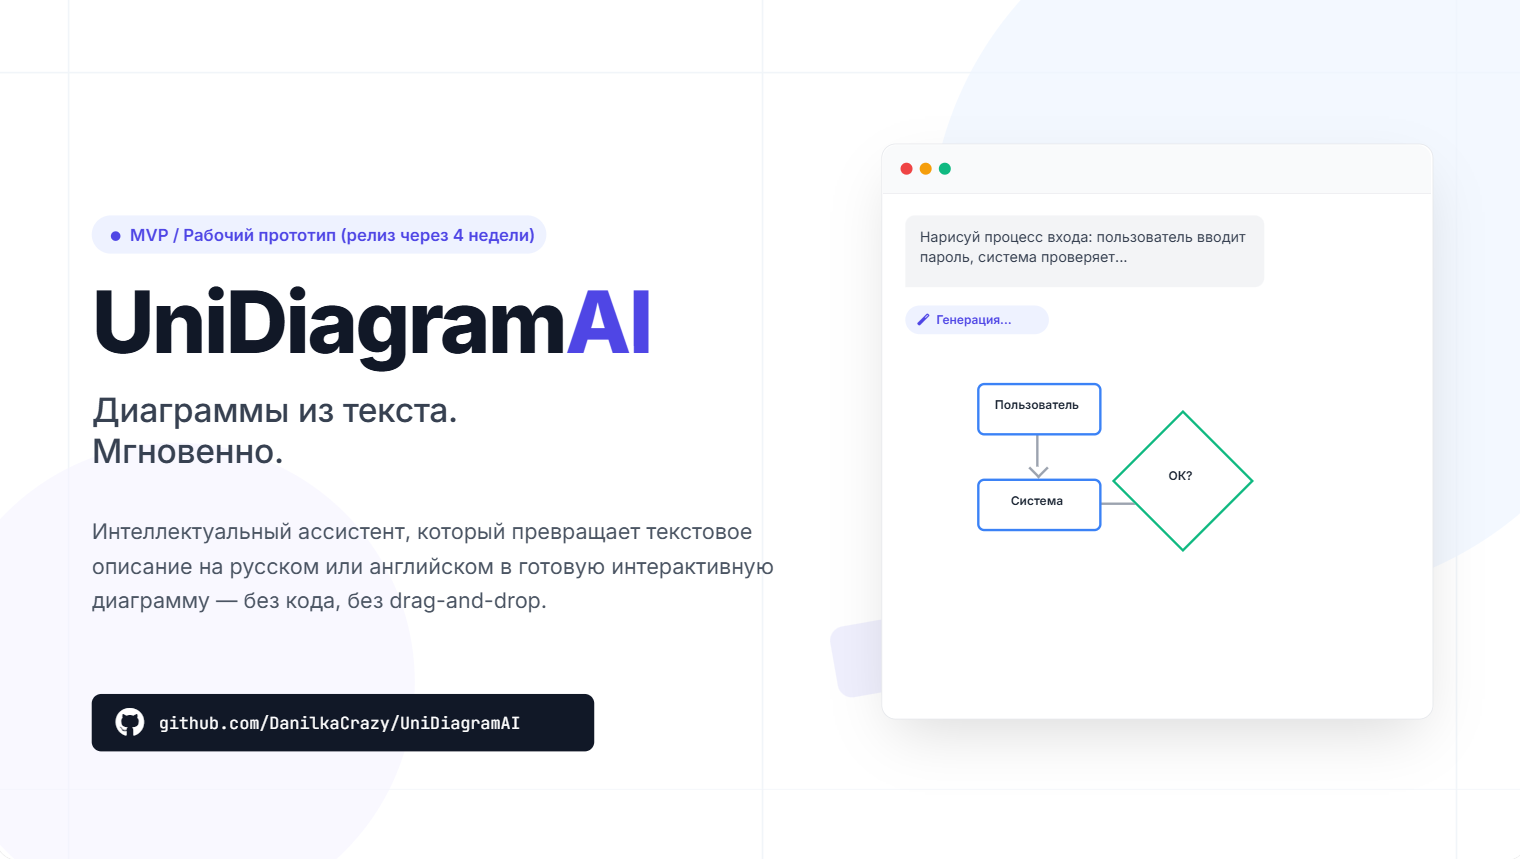 MVP / Рабочий прототип (релиз через 4 недели)
UniDiagramAI
Диаграммы из текста.
Мгновенно.
Интеллектуальный ассистент, который превращает текстовое
описание на русском или английском в готовую интерактивную
диаграмму — без кода, без drag-and-drop.
github.com/DanilkaCrazy/UniDiagramAI
Нарисуй процесс входа: пользователь вводит
пароль, система проверяет...
Генерация...
Пользователь
Система
ОК?